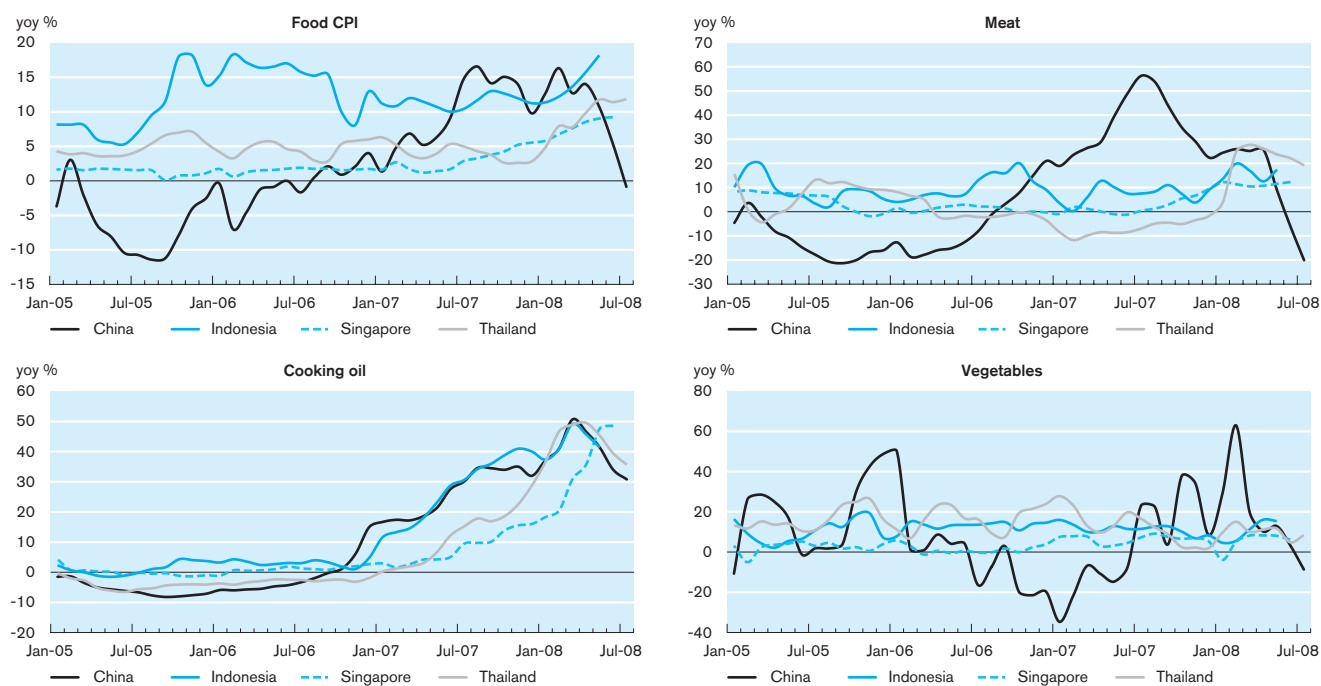 Food CPI
yoy %
20
15
10
5
0
-5
-10
-15
Jan-05 Jul-05 Jan-06 Jul-06 Jan-07 Jul-07 Jan-08 Jul-08
China Indonesia Singapore Thailand
Meat
yoy %
70
60
50
40
30
20
10
0
-10
-20
-30
Jan-05 Jul-05 Jan-06 Jul-06 Jan-07 Jul-07 Jan-08 Jul-08
China Indonesia Singapore Thailand
Cooking oil
yoy %
60
50
40
30
20
10
0
-10
-20
Jan-05 Jul-05 Jan-06 Jul-06 Jan-07 Jul-07 Jan-08 Jul-08
China Indonesia Singapore Thailand
Vegetables
yoy %
80
60
40
20
0
-20
-40
Jan-05 Jul-05 Jan-06 Jul-06 Jan-07 Jul-07 Jan-08 Jul-08
China Indonesia Singapore Thailand